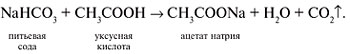 NaHCO₃ + CH₃COOH → CH₃COONa + H₂O + CO₂↑.
питьевая уксусная ацетат натрия
сода кислота